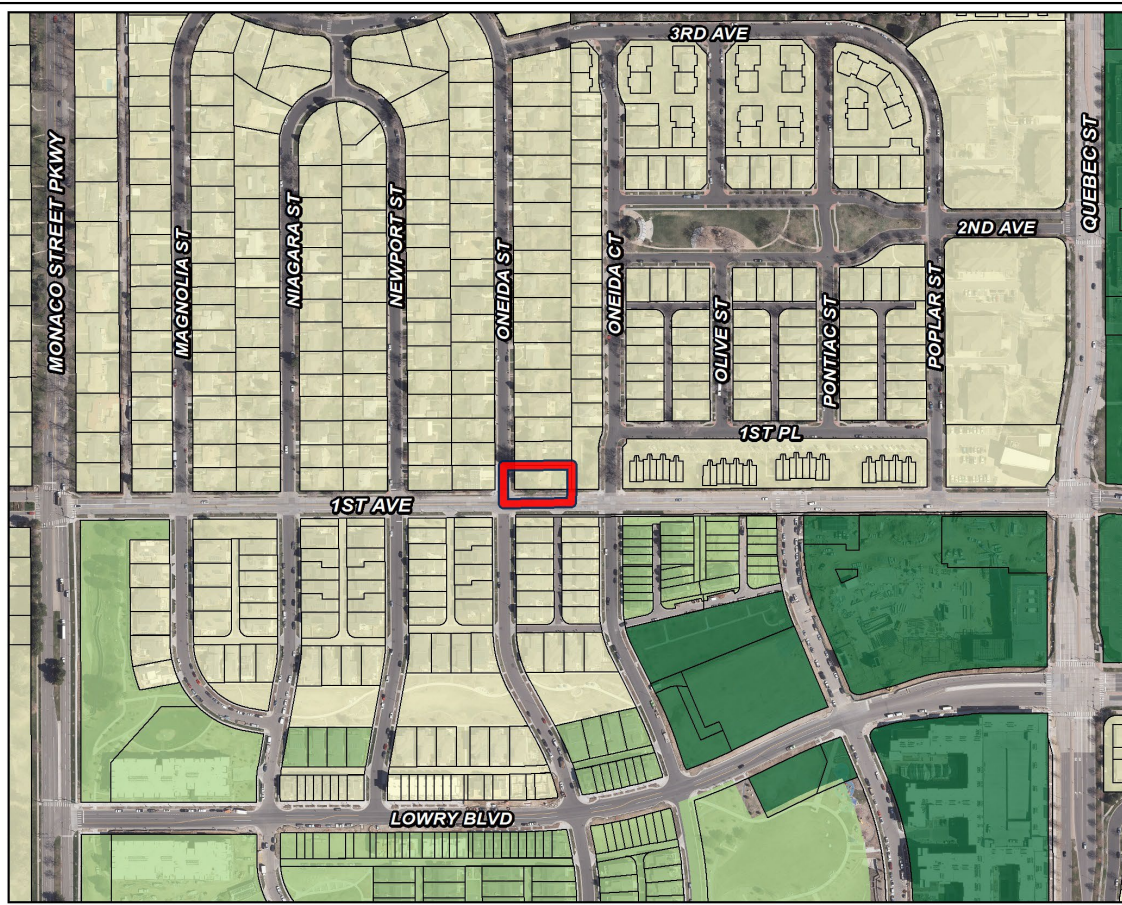 3RD AVE
MONACO STREET PKWY
MAGNOLIA ST
NIAGARA ST
NEWPORT ST
ONEIDA ST
ONEIDA CT
OLIVE ST
PONTIAC ST
POPLAR ST
QUEBEC ST
2ND AVE
1ST PL
1ST AVE
LOWRY BLVD